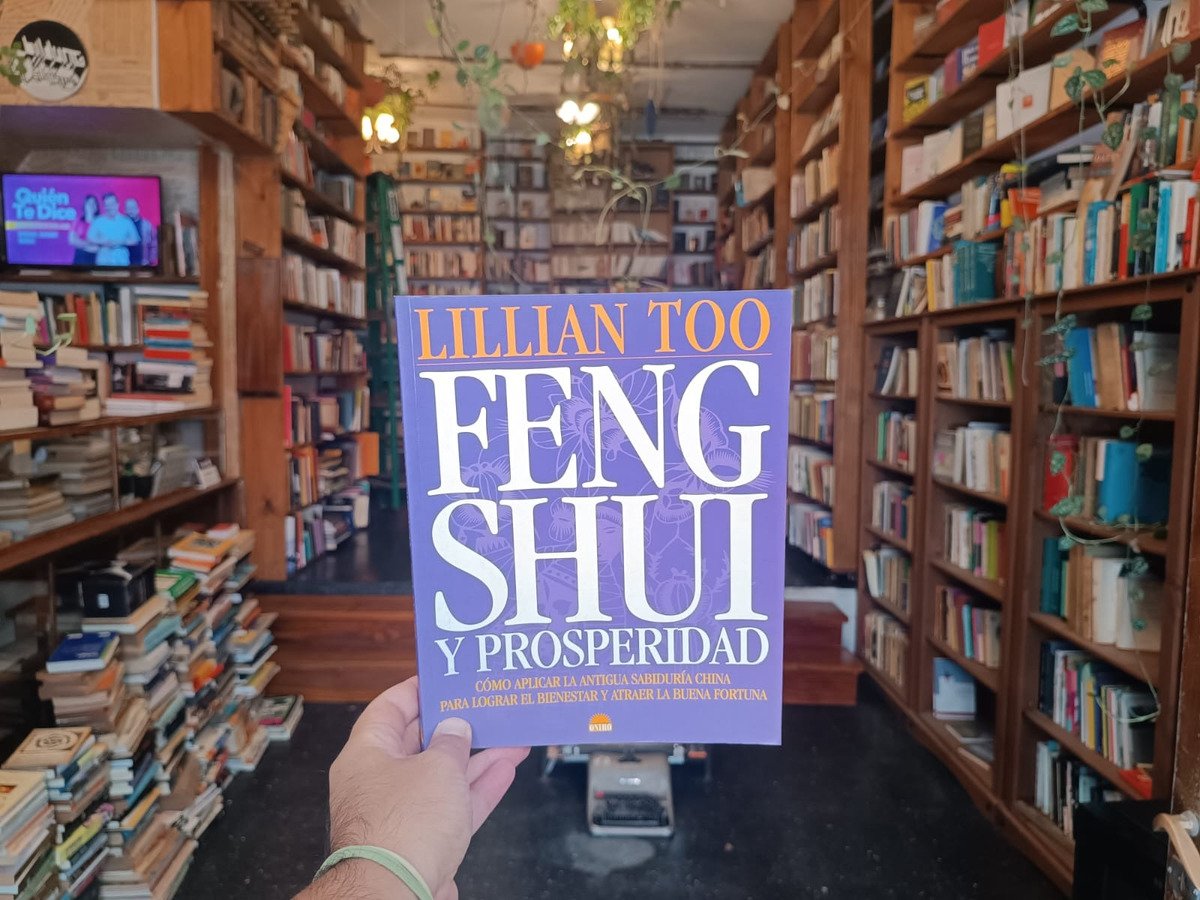 Quién
Te Dice
LILLIAN TOO
FENG
SHUI
Y PROSPERIDAD
CÓMO APLICAR LA ANTIGUA SABIDURÍA CHINA
PARA LOGRAR EL BIENESTAR Y ATRAER LA BUENA FORTUNA
ONIRO